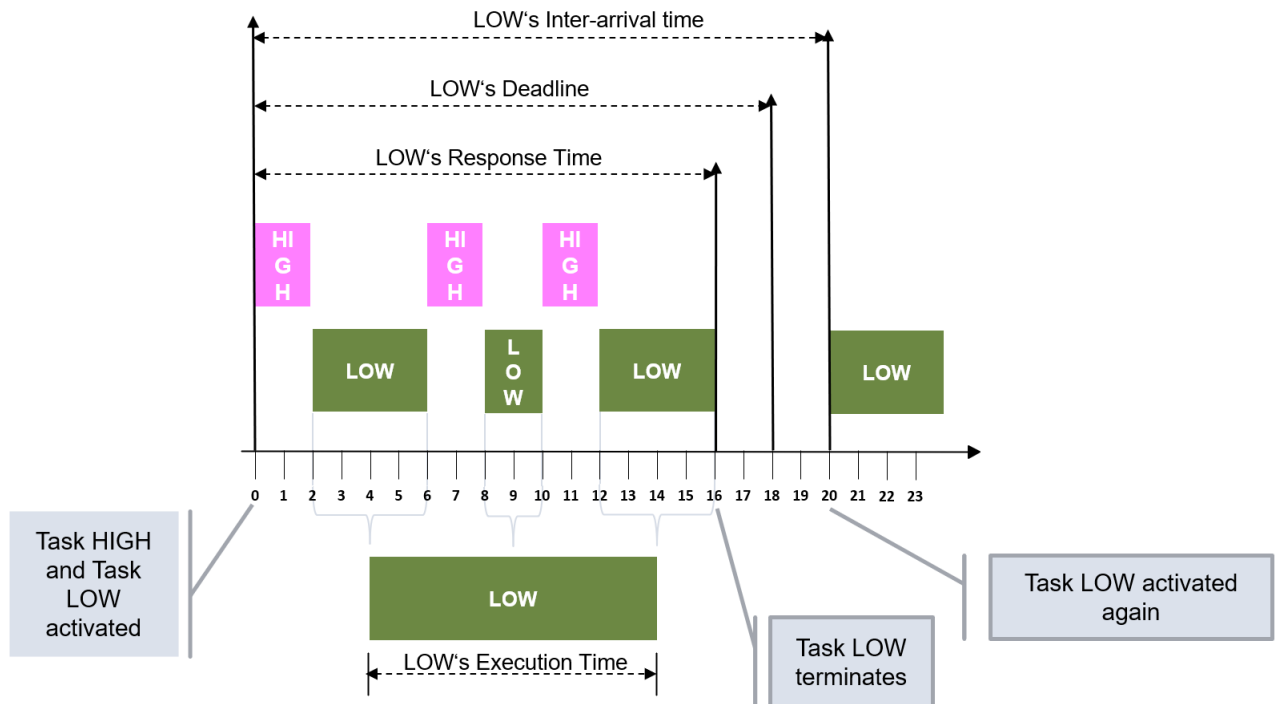 LOW‘s Inter-arrival time
LOW‘s Deadline
LOW‘s Response Time
HI
G
H
HI
G
H
HI
G
H
LOW
L
O
W
LOW
LOW
0 1 2 3 4 5 6 7 8 9 10 11 12 13 14 15 16 17 18 19 20 21 22 23
Task HIGH
and Task
LOW
activated
LOW
LOW‘s Execution Time
Task LOW
terminates
Task LOW activated
again